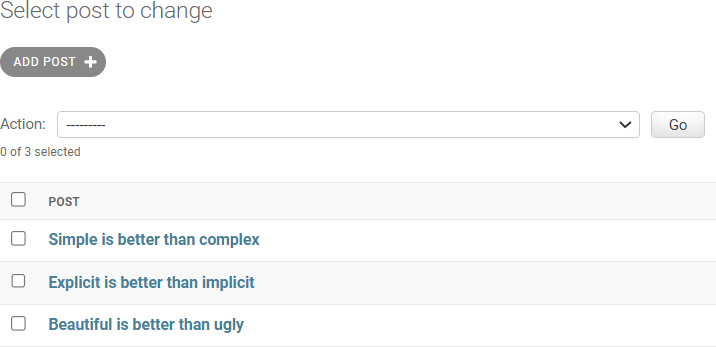 Select post to change
ADD POST +
Action: --------- Go
0 of 3 selected
POST
Simple is better than complex
Explicit is better than implicit
Beautiful is better than ugly